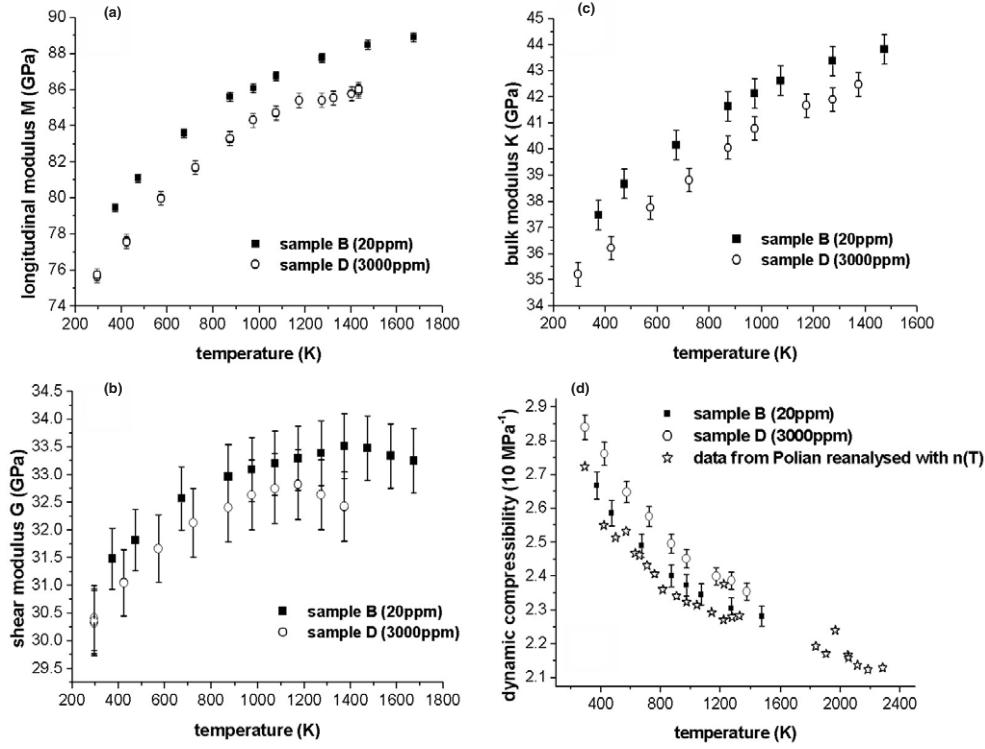 (a)
90
88
86
84
82
80
78
76
74
longitudinal modulus M (GPa)
sample B (20ppm)
sample D (3000ppm)
200 400 600 800 1000 1200 1400 1600 1800
temperature (K)
(c)
45
44
43
42
41
40
39
38
37
36
35
34
bulk modulus K (GPa)
sample B (20ppm)
sample D (3000ppm)
200 400 600 800 1000 1200 1400 1600
temperature (K)
(b)
34.5
34.0
33.5
33.0
32.5
32.0
31.5
31.0
30.5
30.0
29.5
shear modulus G (GPa)
sample B (20ppm)
sample D (3000ppm)
200 400 600 800 1000 1200 1400 1600 1800
temperature (K)
(d)
2.9
2.8
2.7
2.6
2.5
2.4
2.3
2.2
2.1
dynamic compressibility (10 MPa⁻¹)
sample B (20ppm)
sample D (3000ppm)
data from Polian reanalysed with n(T)
400 800 1200 1600 2000 2400
temperature (K)